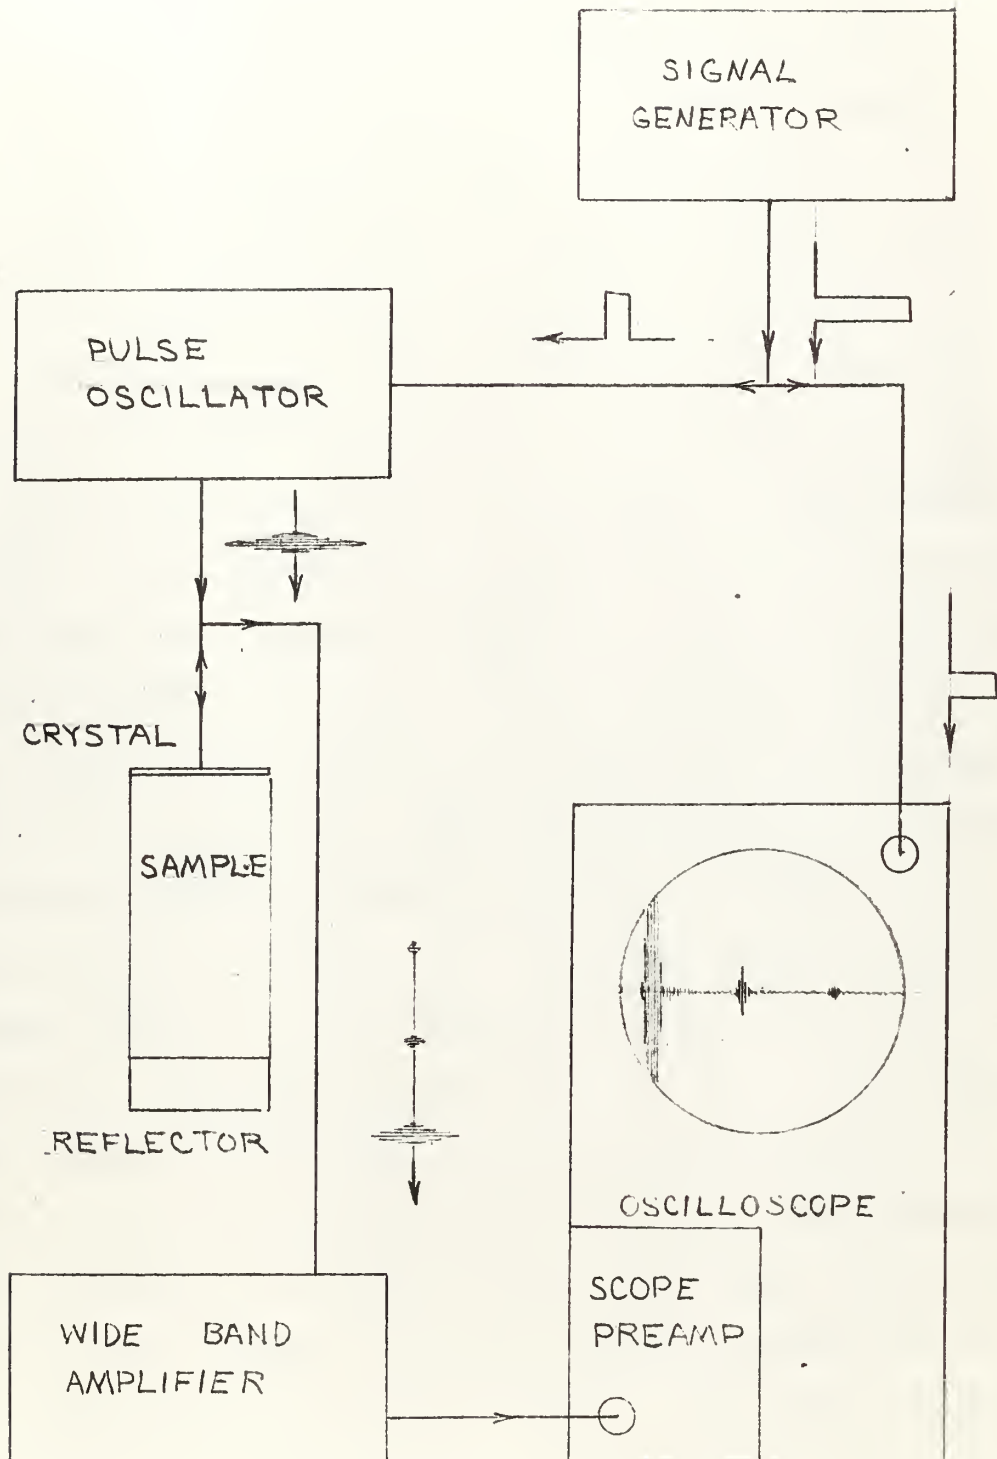 SIGNAL
GENERATOR
PULSE
OSCILLATOR
CRYSTAL
SAMPLE
REFLECTOR
OSCILLOSCOPE
SCOPE
PREAMP
WIDE BAND
AMPLIFIER